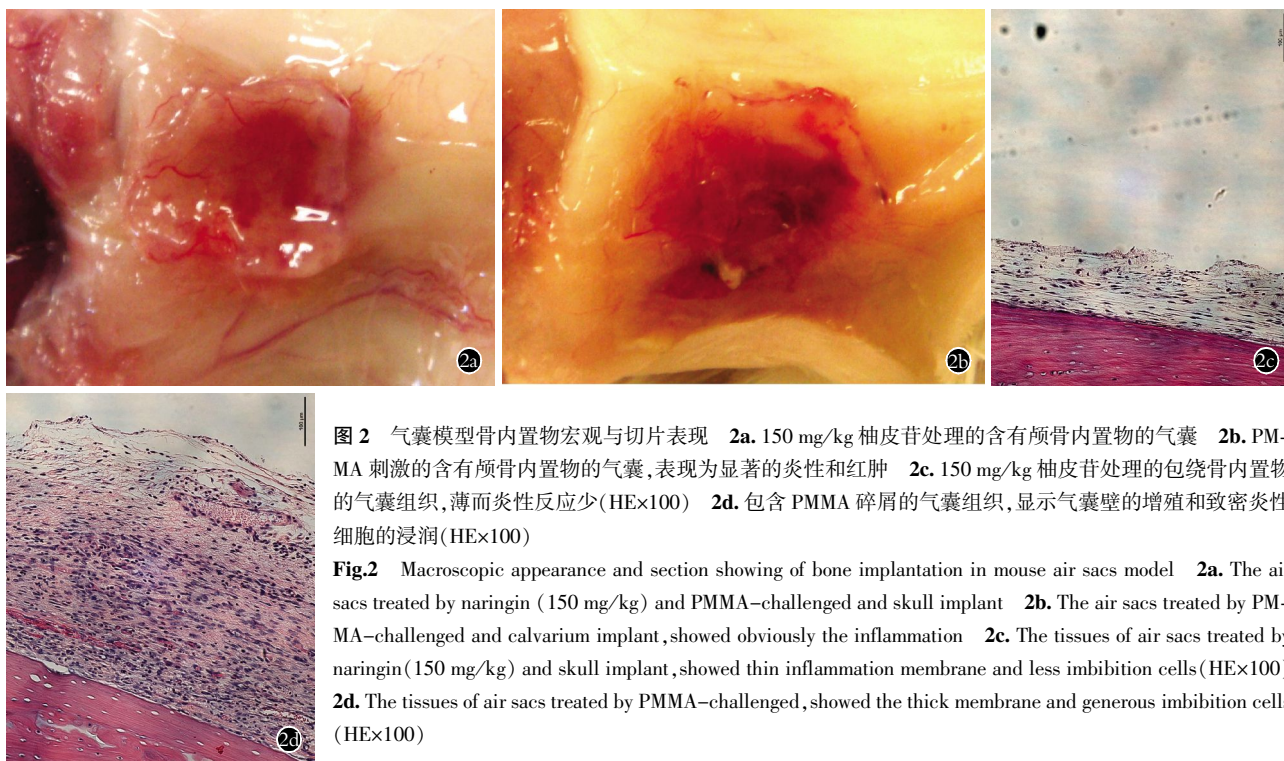 100 μm
2a
2b
2c
100 μm
2d
图 2 气囊模型骨内置物宏观与切片表现 2a. 150 mg/kg 柚皮苷处理的含有颅骨内置物的气囊 2b. PM-
MA 刺激的含有颅骨内置物的气囊,表现为显著的炎性和红肿 2c. 150 mg/kg 柚皮苷处理的包绕骨内置物
的气囊组织,薄而炎性反应少(HE×100) 2d. 包含 PMMA 碎屑的气囊组织,显示气囊壁的增殖和致密炎性
细胞的浸润(HE×100)
Fig.2 Macroscopic appearance and section showing of bone implantation in mouse air sacs model 2a. The air
sacs treated by naringin (150 mg/kg) and PMMA-challenged and skull implant 2b. The air sacs treated by PM-
MA-challenged and calvarium implant,showed obviously the inflammation 2c. The tissues of air sacs treated by
naringin(150 mg/kg) and skull implant,showed thin inflammation membrane and less imbibition cells(HE×100)
2d. The tissues of air sacs treated by PMMA-challenged,showed the thick membrane and generous imbibition cells
(HE×100)